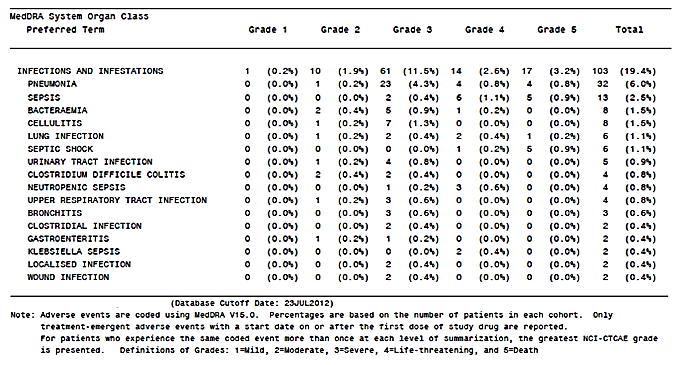 MedDRA System Organ Class
Preferred Term Grade 1 Grade 2 Grade 3 Grade 4 Grade 5 Total
INFECTIONS AND INFESTATIONS 1 (0.2%) 10 (1.9%) 61 (11.5%) 14 (2.6%) 17 (3.2%) 103 (19.4%)
PNEUMONIA 0 (0.0%) 1 (0.2%) 23 (4.3%) 4 (0.8%) 4 (0.8%) 32 (6.0%)
SEPSIS 0 (0.0%) 0 (0.0%) 2 (0.4%) 6 (1.1%) 5 (0.9%) 13 (2.5%)
BACTERAEMIA 0 (0.0%) 2 (0.4%) 5 (0.9%) 1 (0.2%) 0 (0.0%) 8 (1.5%)
CELLULITIS 0 (0.0%) 1 (0.2%) 7 (1.3%) 0 (0.0%) 0 (0.0%) 8 (1.5%)
LUNG INFECTION 0 (0.0%) 1 (0.2%) 2 (0.4%) 2 (0.4%) 1 (0.2%) 6 (1.1%)
SEPTIC SHOCK 0 (0.0%) 0 (0.0%) 0 (0.0%) 1 (0.2%) 5 (0.9%) 6 (1.1%)
URINARY TRACT INFECTION 0 (0.0%) 1 (0.2%) 4 (0.8%) 0 (0.0%) 0 (0.0%) 5 (0.9%)
CLOSTRIDIUM DIFFICILE COLITIS 0 (0.0%) 2 (0.4%) 2 (0.4%) 0 (0.0%) 0 (0.0%) 4 (0.8%)
NEUTROPENIC SEPSIS 0 (0.0%) 0 (0.0%) 1 (0.2%) 3 (0.6%) 0 (0.0%) 4 (0.8%)
UPPER RESPIRATORY TRACT INFECTION 0 (0.0%) 1 (0.2%) 3 (0.6%) 0 (0.0%) 0 (0.0%) 4 (0.8%)
BRONCHITIS 0 (0.0%) 0 (0.0%) 3 (0.6%) 0 (0.0%) 0 (0.0%) 3 (0.6%)
CLOSTRIDIAL INFECTION 0 (0.0%) 0 (0.0%) 2 (0.4%) 0 (0.0%) 0 (0.0%) 2 (0.4%)
GASTROENTERITIS 0 (0.0%) 1 (0.2%) 1 (0.2%) 0 (0.0%) 0 (0.0%) 2 (0.4%)
KLEBSIELLA SEPSIS 0 (0.0%) 0 (0.0%) 0 (0.0%) 2 (0.4%) 0 (0.0%) 2 (0.4%)
LOCALISED INFECTION 0 (0.0%) 0 (0.0%) 2 (0.4%) 0 (0.0%) 0 (0.0%) 2 (0.4%)
WOUND INFECTION 0 (0.0%) 0 (0.0%) 2 (0.4%) 0 (0.0%) 0 (0.0%) 2 (0.4%)
(Database Cutoff Date: 23JUL2012)
Note: Adverse events are coded using MedDRA V15.0. Percentages are based on the number of patients in each cohort. Only
treatment-emergent adverse events with a start date on or after the first dose of study drug are reported.
For patients who experience the same coded event more than once at each level of summarization, the greatest NCI-CTCAE grade
is presented. Definitions of Grades: 1=Mild, 2=Moderate, 3=Severe, 4=Life-threatening, and 5=Death